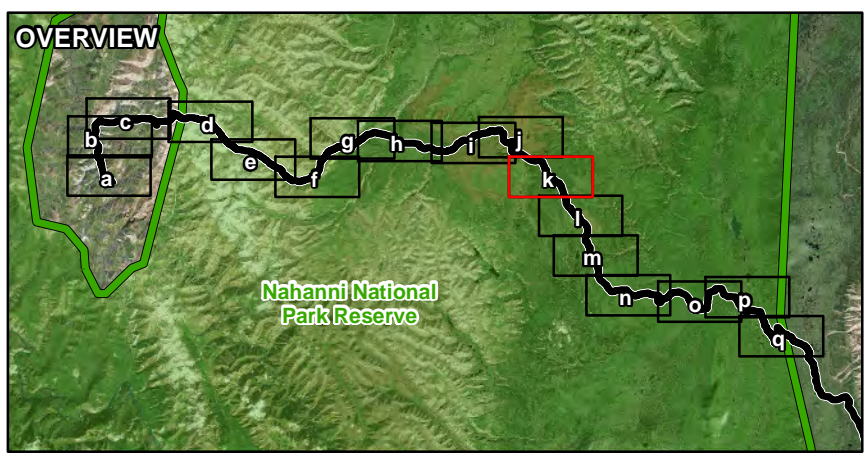 OVERVIEW
a
b
c
d
e
f
g
h
i
j
k
l
m
n
o
p
q
Nahanni National
Park Reserve